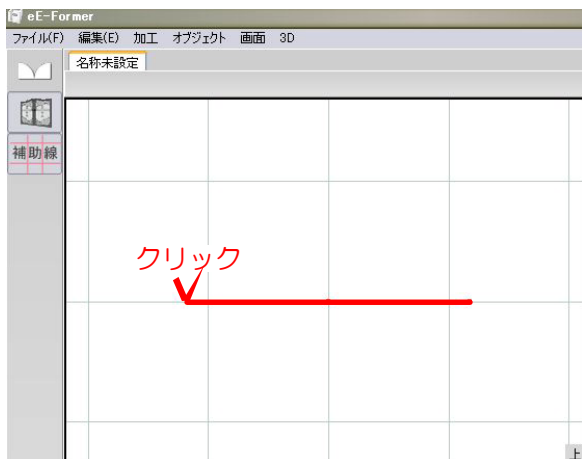 eE-Former
ファイル(F) 編集(E) 加工 オブジェクト 画面 3D
名称未設定
補助線
クリック
上